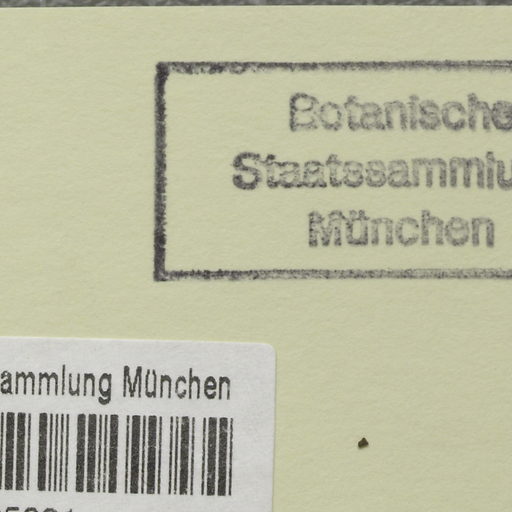 Botanische
Staatssammlu
München
ammlung München